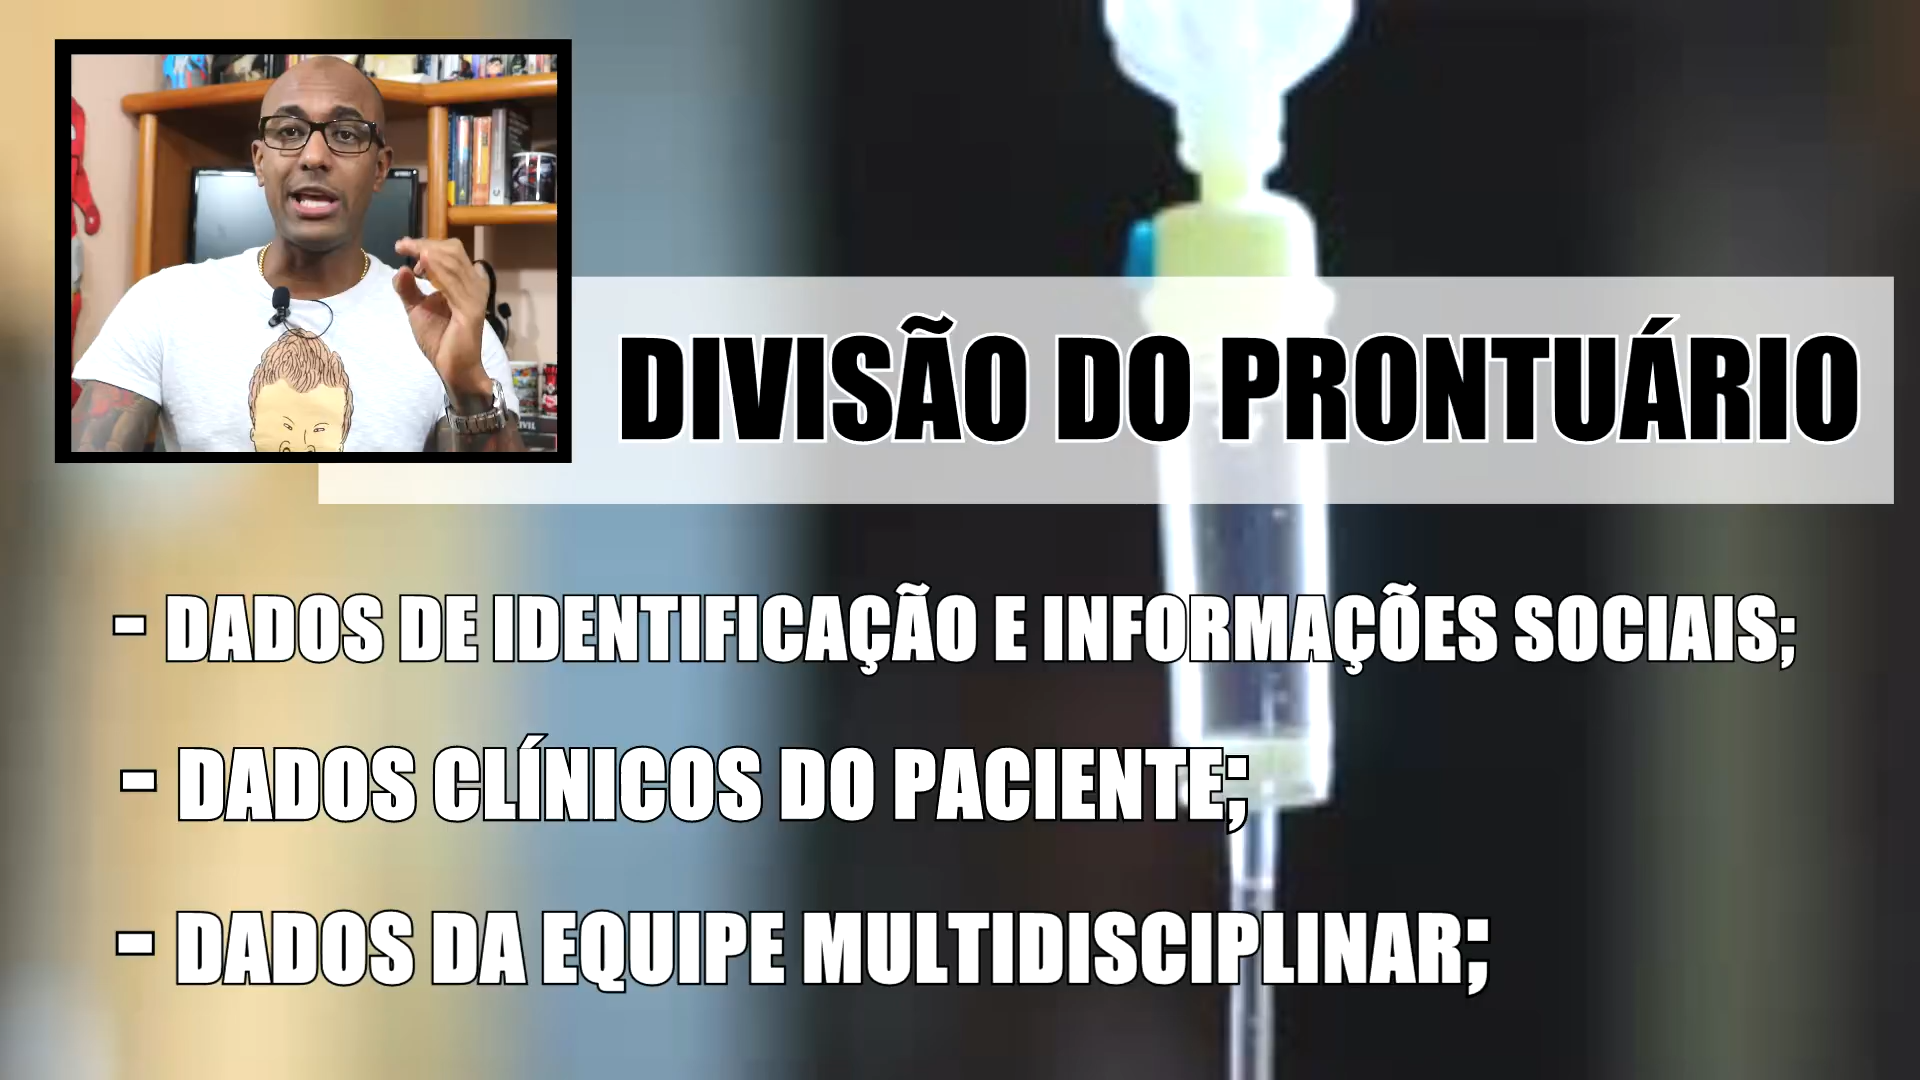 DIVISÃO DO PRONTUÁRIO
- DADOS DE IDENTIFICAÇÃO E INFORMAÇÕES SOCIAIS;
- DADOS CLÍNICOS DO PACIENTE;
- DADOS DA EQUIPE MULTIDISCIPLINAR;